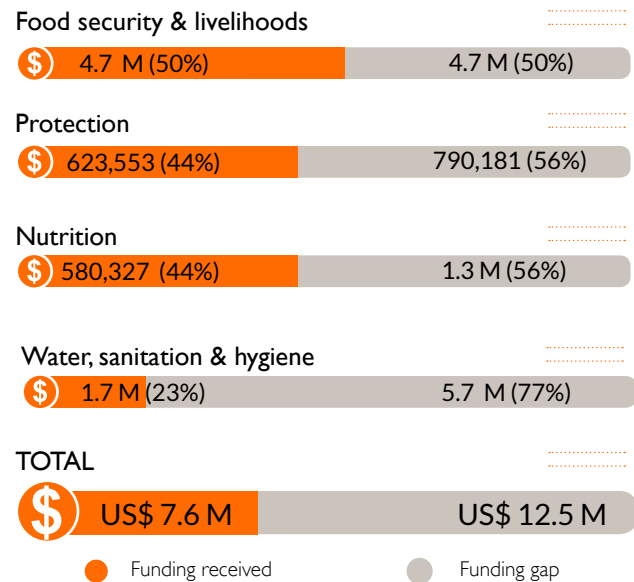 Food security & livelihoods
$ 4.7 M (50%) 4.7 M (50%)
Protection
$ 623,553 (44%) 790,181 (56%)
Nutrition
$ 580,327 (44%) 1.3 M (56%)
Water, sanitation & hygiene
$ 1.7 M (23%) 5.7 M (77%)
TOTAL
$ US$ 7.6 M US$ 12.5 M
Funding received Funding gap